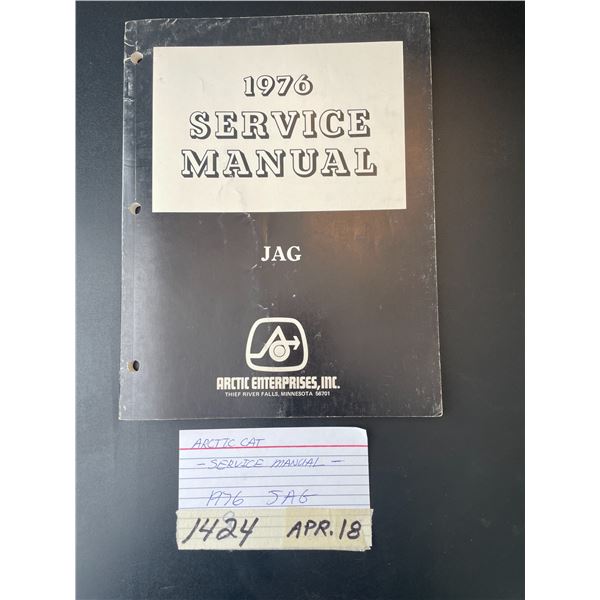 1976
SERVICE
MANUAL
JAG
ARCTIC ENTERPRISES, INC.
THIEF RIVER FALLS, MINNESOTA 56701
ARCTIC CAT
- SERVICE MANUAL -
1976 JAG
1424 APR. 18